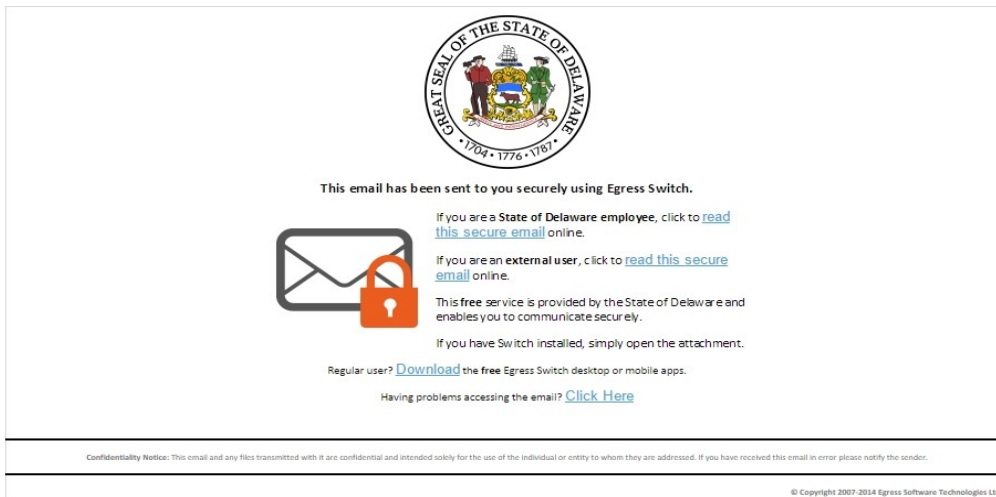 GREAT SEAL OF THE STATE OF DELAWARE
• 1704 • 1776 • 1787 •
This email has been sent to you securely using Egress Switch.
If you are a State of Delaware employee, click to read
this secure email online.
If you are an external user, click to read this secure
email online.
This free service is provided by the State of Delaware and
enables you to communicate securely.
If you have Switch installed, simply open the attachment.
Regular user? Download the free Egress Switch desktop or mobile apps.
Having problems accessing the email? Click Here
Confidentiality Notice: This email and any files transmitted with it are confidential and intended solely for the use of the individual or entity to whom they are addressed. If you have received this email in error please notify the sender.
© Copyright 2007-2014 Egress Software Technologies Lt